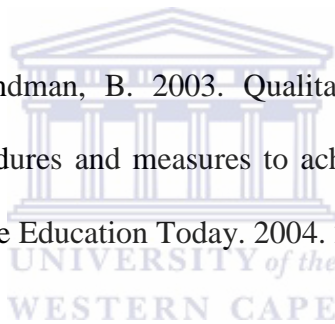 ndman, B. 2003. Qualita
dures and measures to ach
e Education Today. 2004.
UNIVERSITY of the
WESTERN CAPE